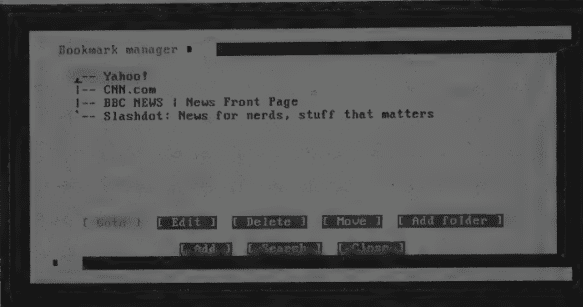 Bookmark manager
|-- Yahoo!
|-- CNN.com
|-- BBC NEWS | News Front Page
`-- Slashdot: News for nerds, stuff that matters
[ Goto ] [ Edit ] [ Delete ] [ Move ] [ Add folder ]
[ Add ] [ Search ] [ Close ]